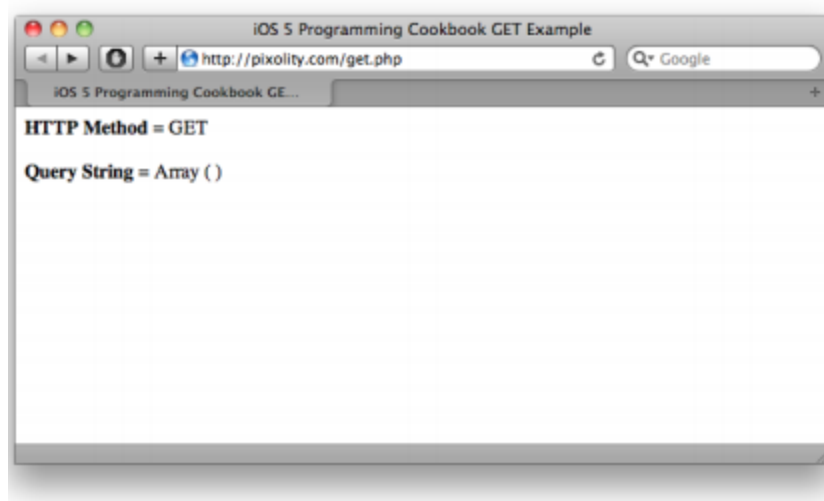 iOS 5 Programming Cookbook GET Example
http://pixolity.com/get.php
Google
iOS 5 Programming Cookbook GE...
HTTP Method = GET
Query String = Array ( )